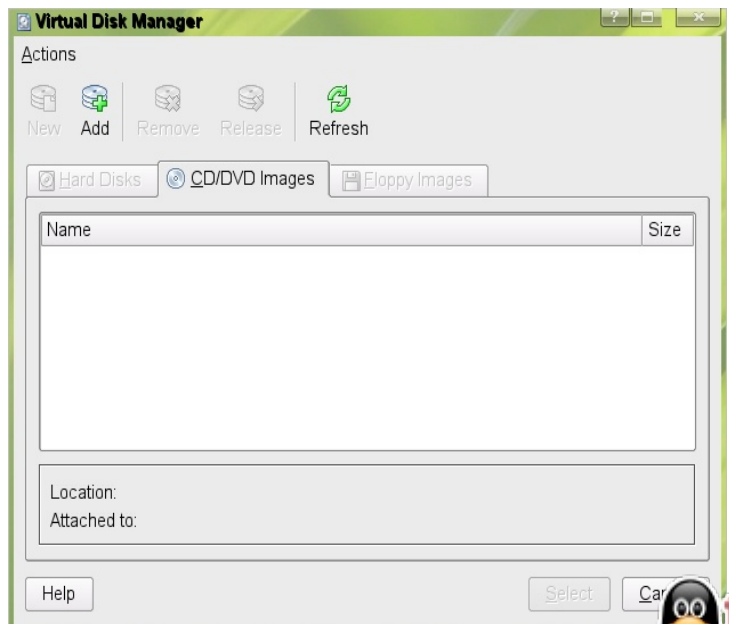 Virtual Disk Manager
Actions
New Add Remove Release Refresh
Hard Disks CD/DVD Images Floppy Images
Name Size
Location:
Attached to:
Help Select